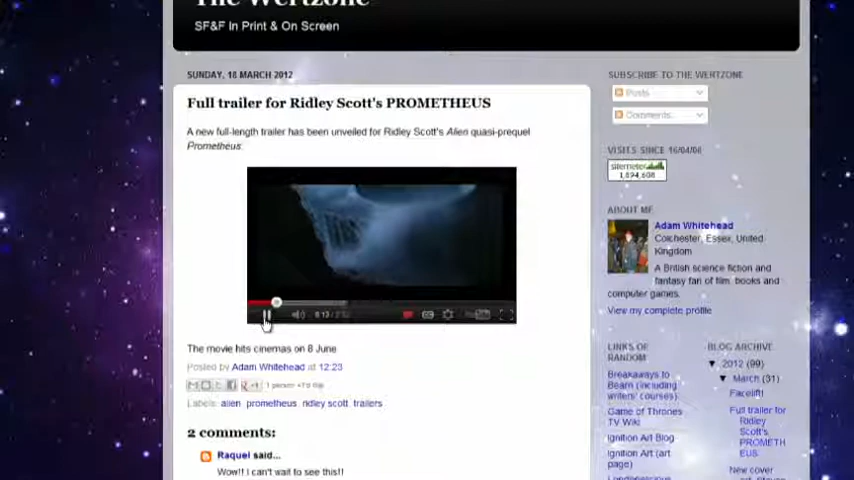 The Wertzone
SF&F In Print & On Screen
SUNDAY, 18 MARCH 2012
Full trailer for Ridley Scott's PROMETHEUS
A new full-length trailer has been unveiled for Ridley Scott's Alien quasi-prequel
Prometheus:
The movie hits cinemas on 8 June
Posted by Adam Whitehead at 12:23
Labels: alien, prometheus, ridley scott, trailers
2 comments:
Raquel said...
Wow!! I can't wait to see this!!
SUBSCRIBE TO THE WERTZONE
Posts
Comments
VISITS SINCE 16/04/06
sitemeter
ABOUT ME
Adam Whitehead
Colchester, Essex, United
Kingdom
A British science fiction and
fantasy fan of film, books and
computer games.
View my complete profile
LINKS OF
RANDOM
Breakaways to
Bearn (including
writers' courses)
Game of Thrones
TV Wiki
Ignition Art Blog
Ignition Art (art
page)
BLOG ARCHIVE
▼ 2012 (99)
▼ March (31)
Facelift!
Full trailer for
Ridley
Scott's
PROMETH
EUS
New cover